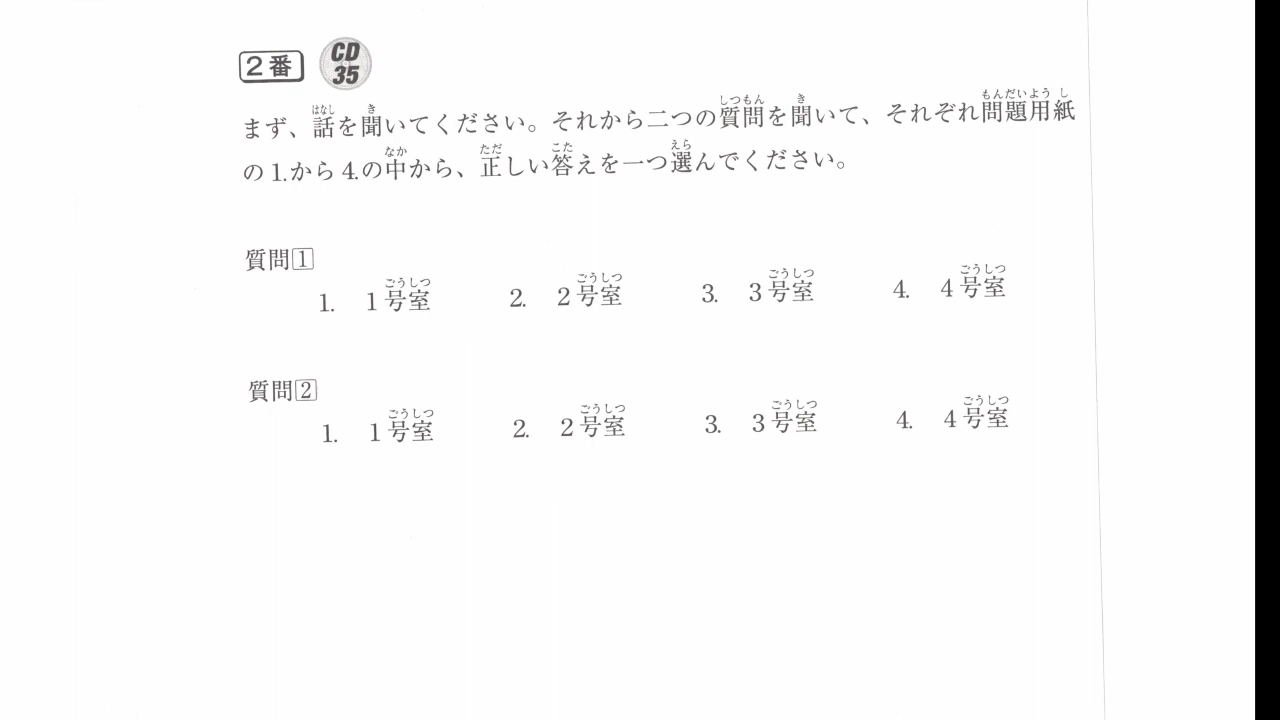 2番 CD 35
まず、話を聞いてください。それから二つの質問を聞いて、それぞれ問題用紙
の1.から4.の中から、正しい答えを一つ選んでください。
質問1
1. 1号室 2. 2号室 3. 3号室 4. 4号室
質問2
1. 1号室 2. 2号室 3. 3号室 4. 4号室